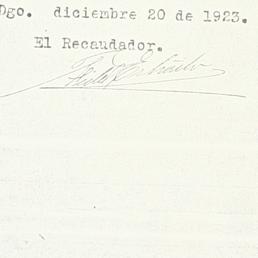 Dgo. diciembre 20 de 1923.
El Recaudador.